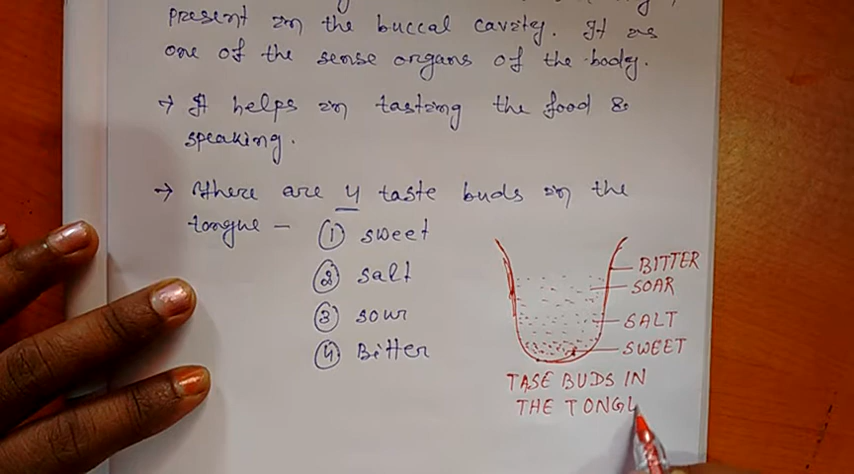 present in the buccal cavity. It is
one of the sense organs of the body.
→ It helps in tasting the food &
speaking.
→ there are 4 taste buds in the
tongue – ① sweet
② salt
③ sour
④ Bitter
BITTER
SOAR
SALT
SWEET
TASE BUDS IN
THE TONGU